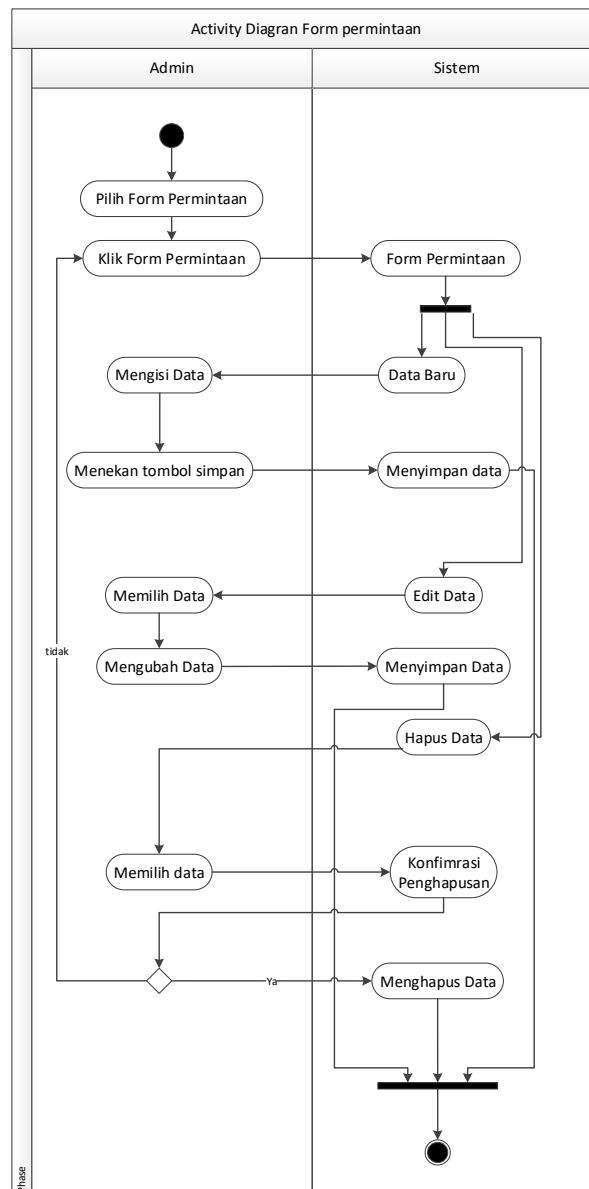 Activity Diagran Form permintaan
Admin
Sistem
Pilih Form Permintaan
Klik Form Permintaan
Form Permintaan
Mengisi Data
Data Baru
Menekan tombol simpan
Menyimpan data
Memilih Data
Edit Data
tidak
Mengubah Data
Menyimpan Data
Hapus Data
Memilih data
Konfimrasi
Penghapusan
Ya
Menghapus Data
Phase